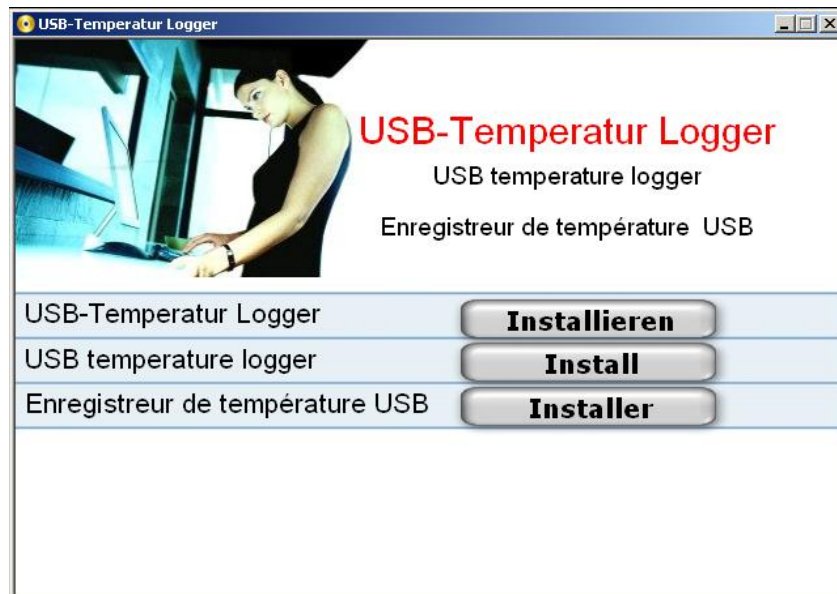 USB-Temperatur Logger
USB-Temperatur Logger
USB temperature logger
Enregistreur de température USB
USB-Temperatur Logger Installieren
USB temperature logger Install
Enregistreur de température USB Installer